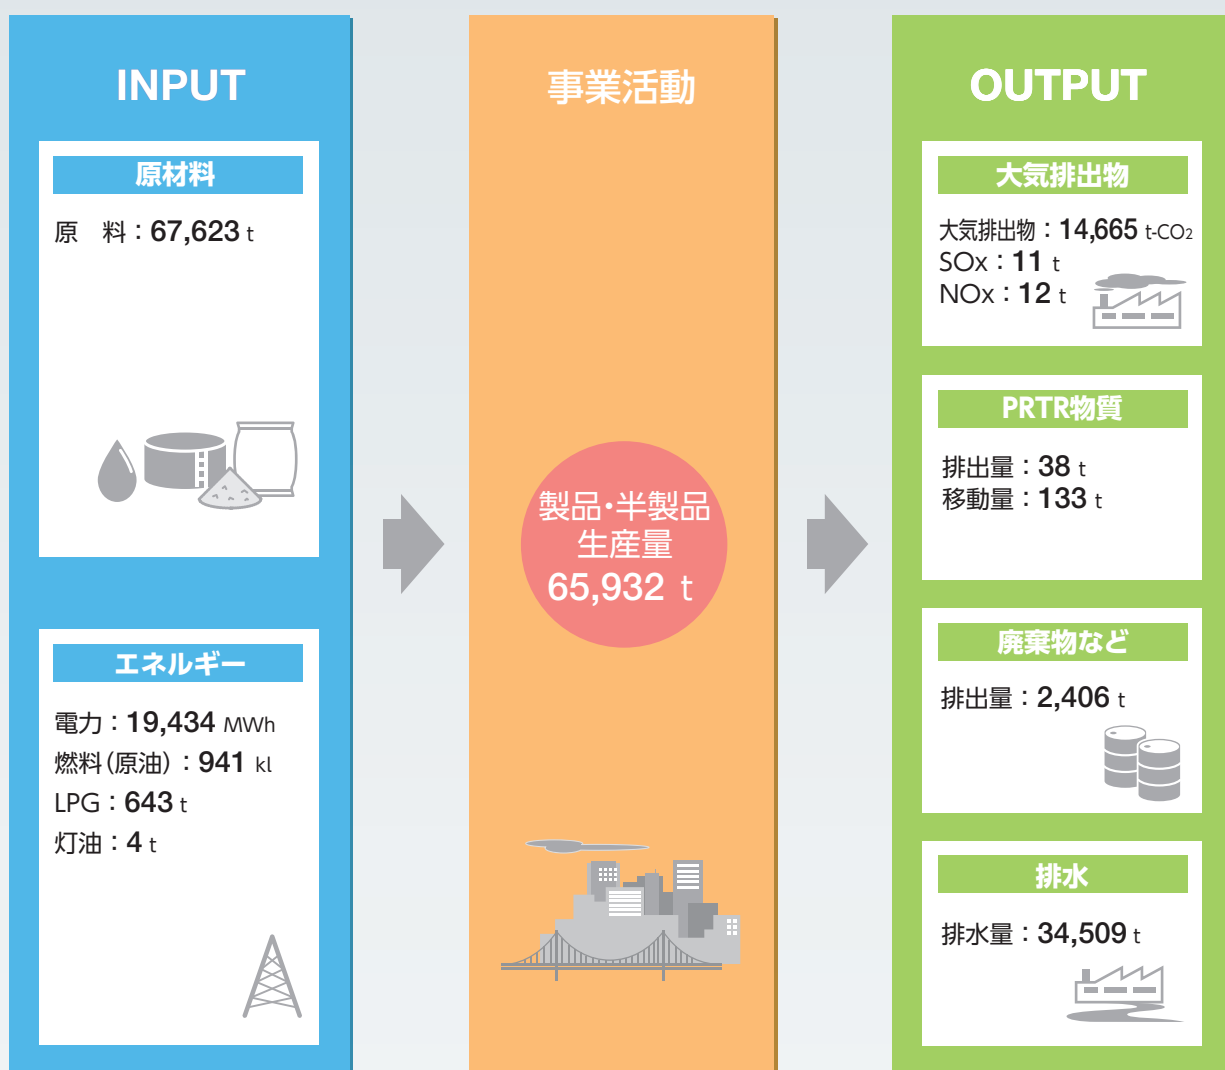 INPUT
原材料
原　料：67,623 t
エネルギー
電力：19,434 MWh
燃料（原油）：941 kl
LPG：643 t
灯油：4 t
事業活動
製品・半製品
生産量
65,932 t
OUTPUT
大気排出物
大気排出物：14,665 t-CO2
SOx：11 t
NOx：12 t
PRTR物質
排出量：38 t
移動量：133 t
廃棄物など
排出量：2,406 t
排水
排水量：34,509 t